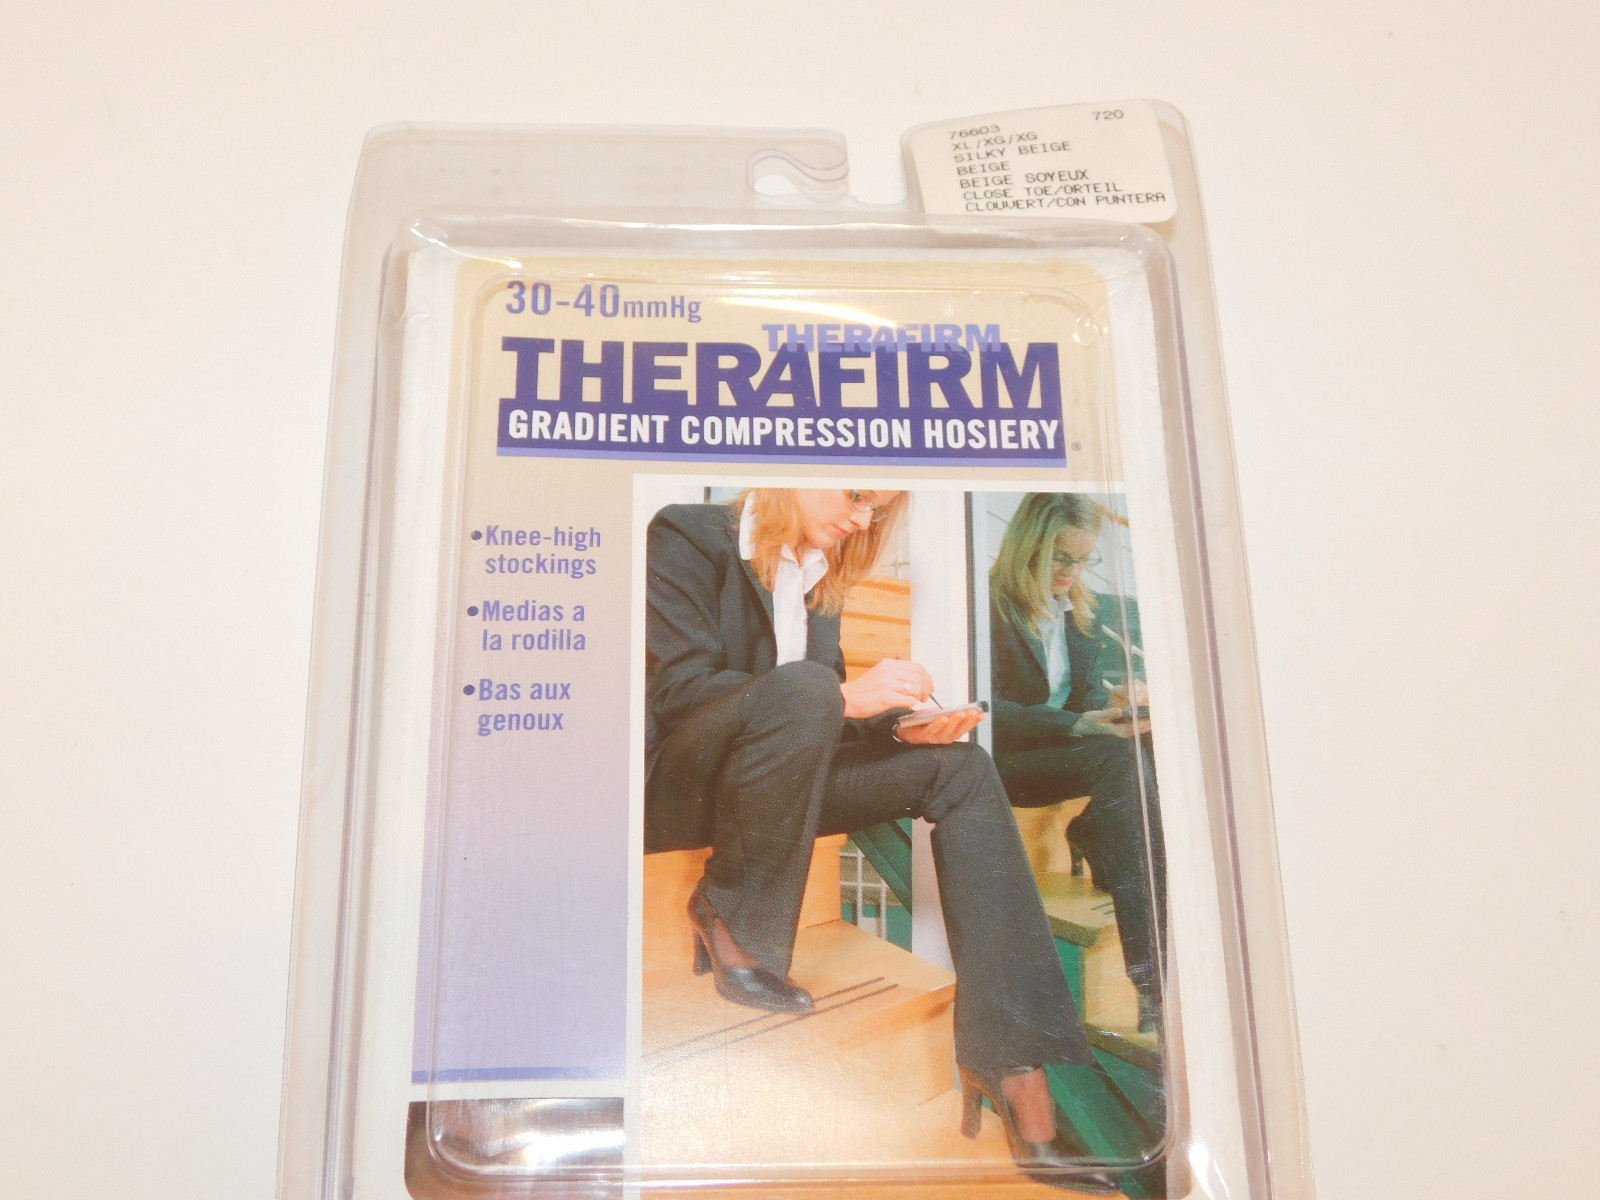 76603 720
XL/XG/XG
SILKY BEIGE
BEIGE
BEIGE SOYEUX
CLOSE TOE/ORTEIL
CLOUVERT/CON PUNTERA
30-40mmHg
THERAFIRM
THERAFIRM
GRADIENT COMPRESSION HOSIERY®
•Knee-high
stockings
•Medias a
la rodilla
•Bas aux
genoux